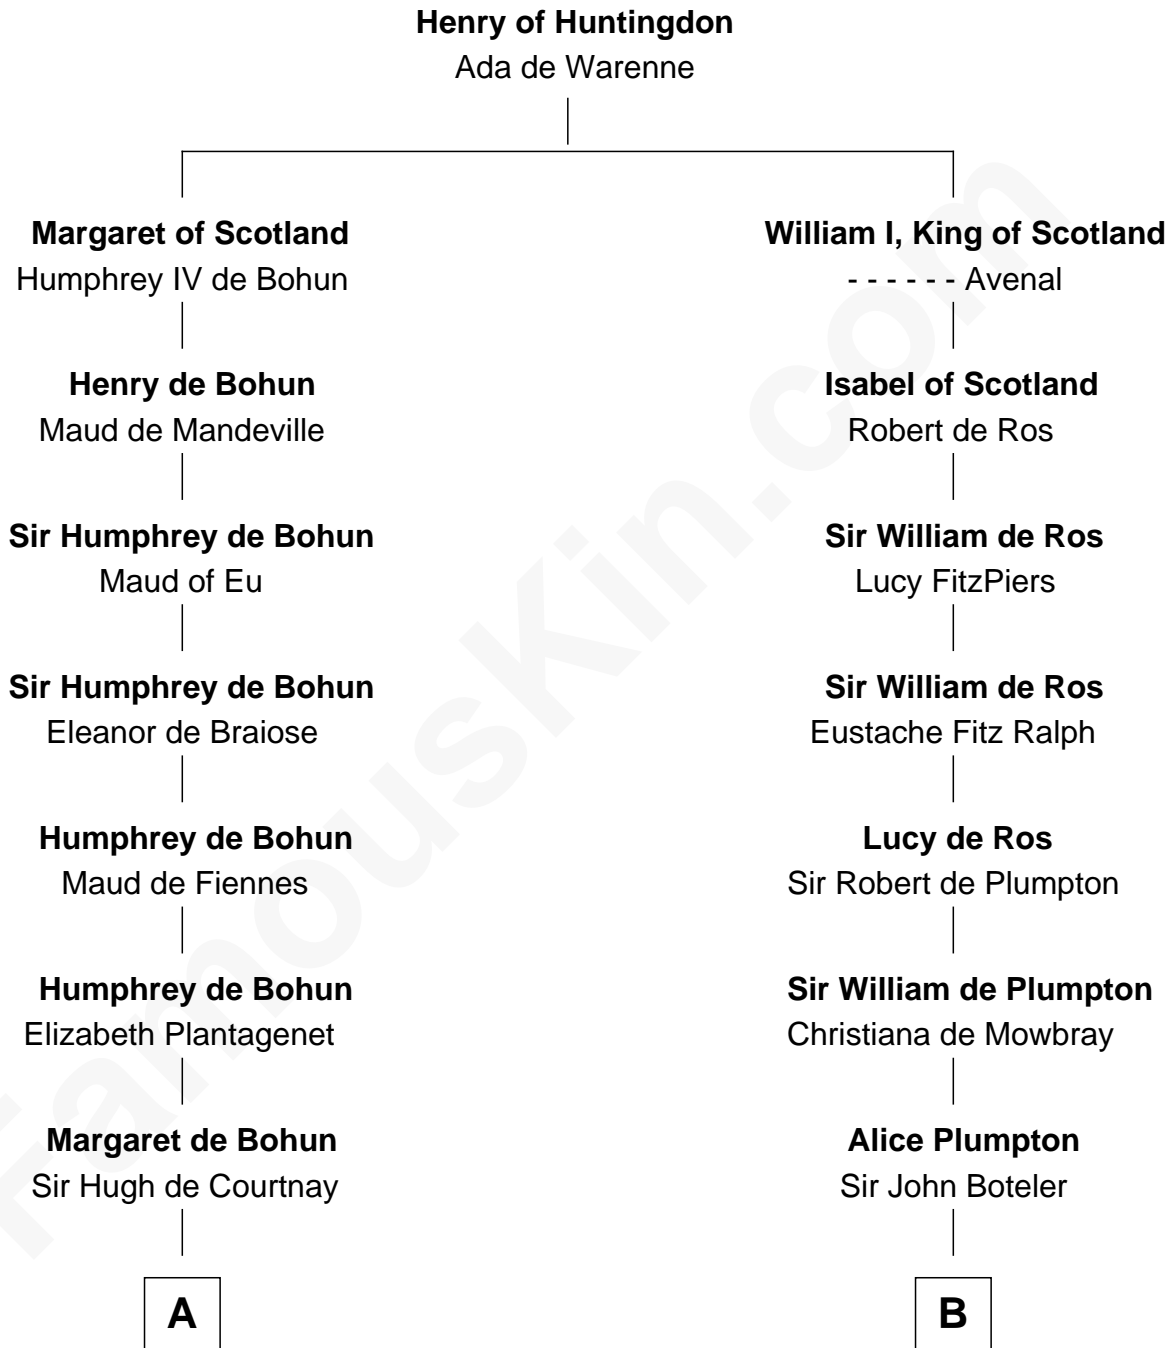 Henry of Huntingdon
Ada de Warenne
Margaret of Scotland
Humphrey IV de Bohun
William I, King of Scotland
- - - - - - Avenal
Henry de Bohun
Maud de Mandeville
Isabel of Scotland
Robert de Ros
Sir Humphrey de Bohun
Maud of Eu
Sir William de Ros
Lucy FitzPiers
Sir Humphrey de Bohun
Eleanor de Braiose
Sir William de Ros
Eustache Fitz Ralph
Humphrey de Bohun
Maud de Fiennes
Lucy de Ros
Sir Robert de Plumpton
Humphrey de Bohun
Elizabeth Plantagenet
Sir William de Plumpton
Christiana de Mowbray
Margaret de Bohun
Sir Hugh de Courtnay
Alice Plumpton
Sir John Boteler
A
B
FamousKin.com